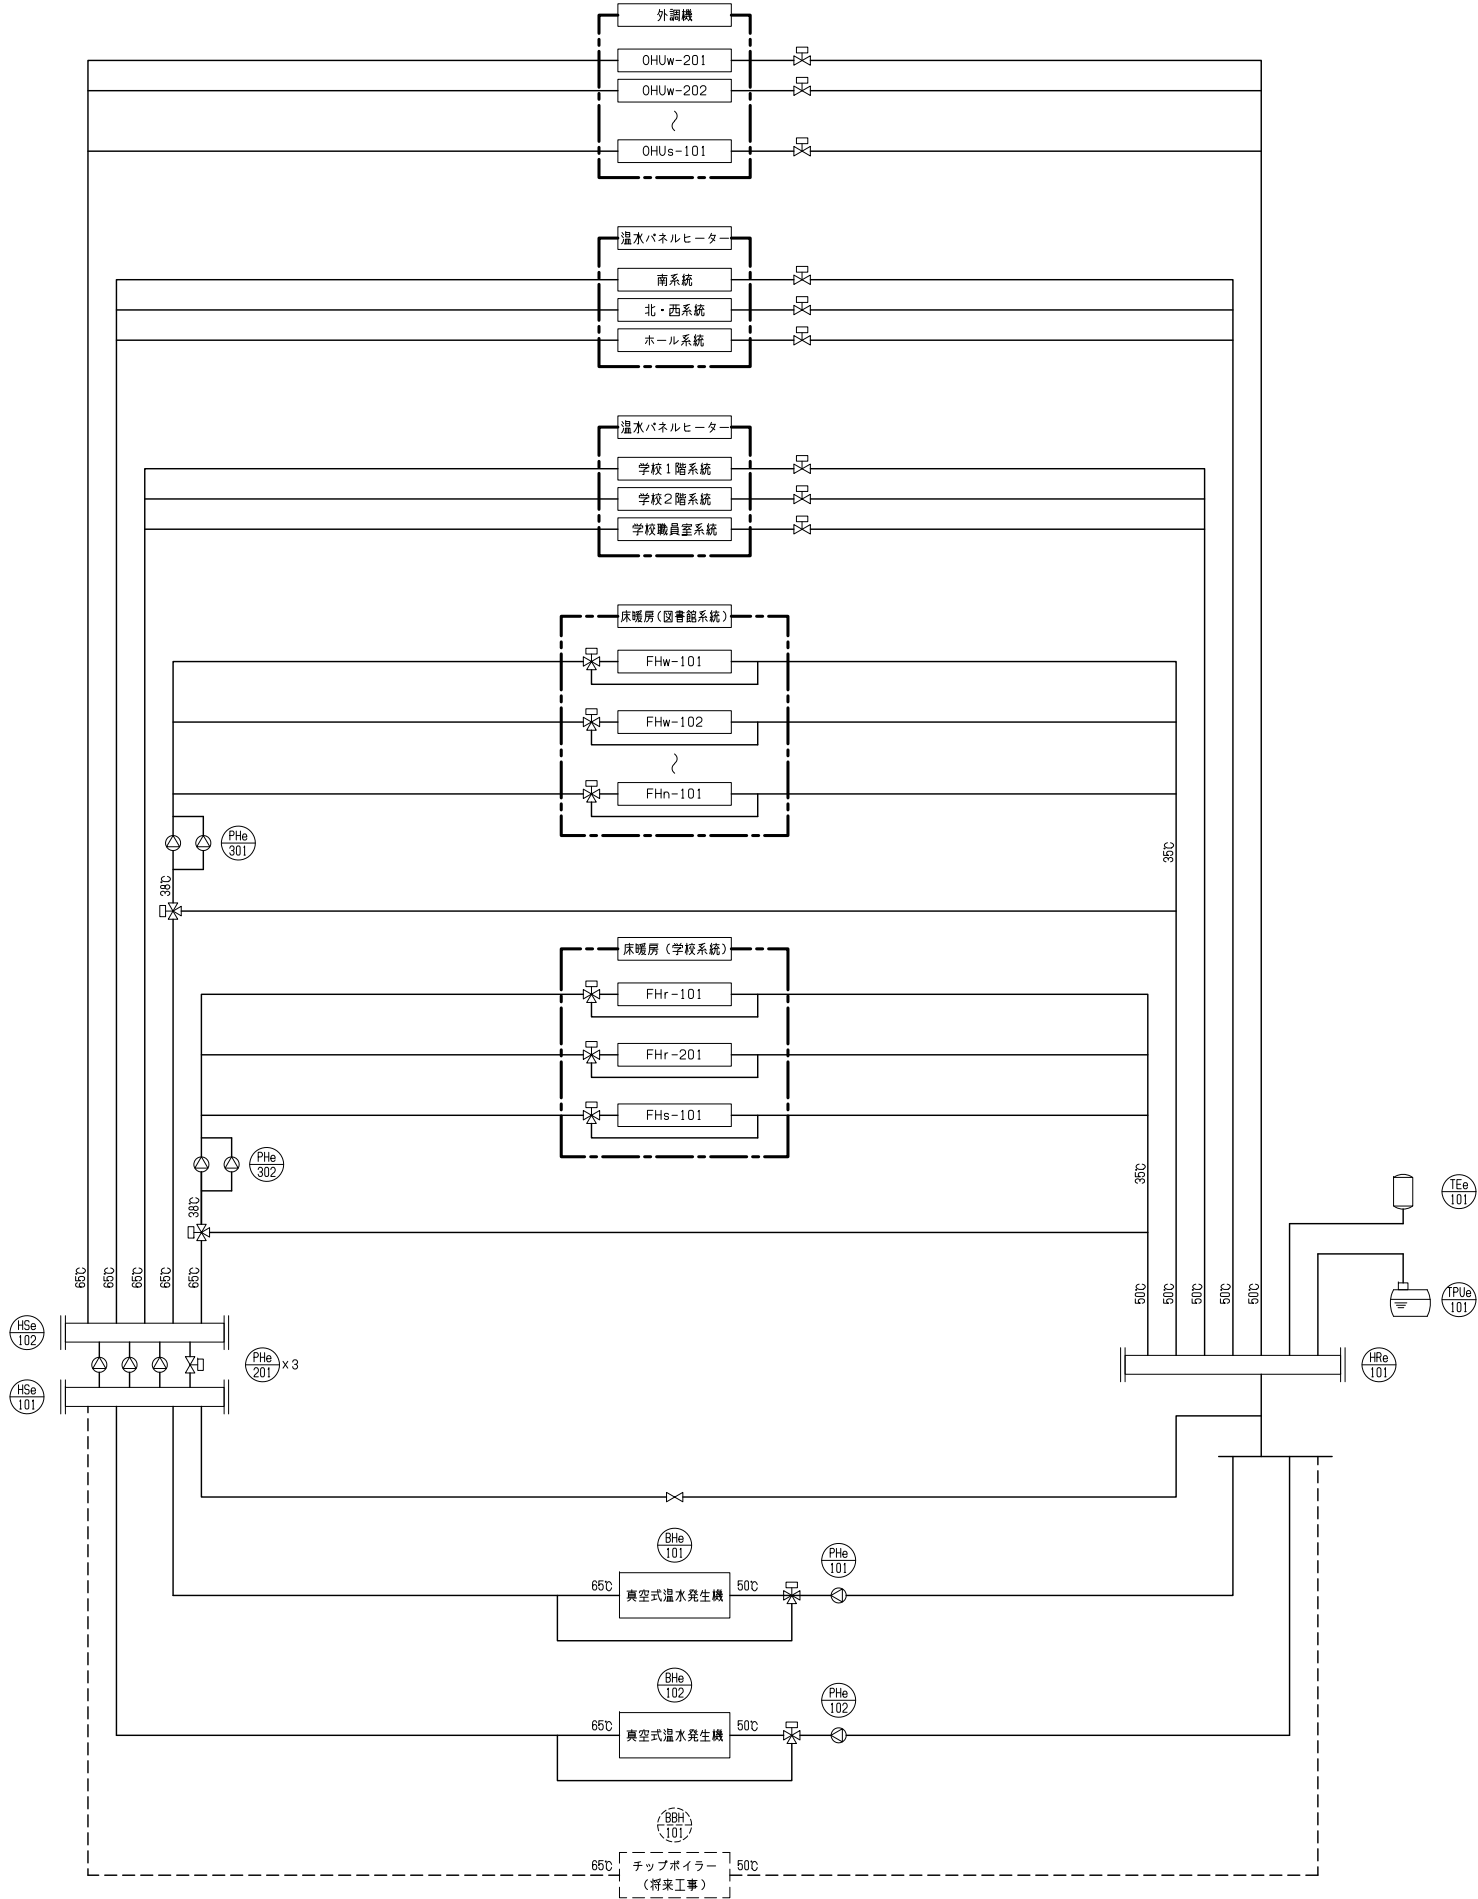 外調機
OHUw-201
OHUw-202
OHUs-101
温水パネルヒーター
南系統
北・西系統
ホール系統
温水パネルヒーター
学校1階系統
学校2階系統
学校職員室系統
床暖房(図書館系統)
FHw-101
FHw-102
FHn-101
PHe
301
35℃
38℃
床暖房(学校系統)
FHr-101
FHr-201
FHs-101
PHe
302
35℃
38℃
TEe
101
65℃
65℃
65℃
65℃
65℃
50℃
50℃
50℃
50℃
50℃
TPUe
101
HSe
102
PHe
201
x 3
HRe
101
HSe
101
BHe
101
PHe
101
65℃
真空式温水発生機
50℃
BHe
102
PHe
102
65℃
真空式温水発生機
50℃
BBH
101
65℃
チップボイラー
(将来工事)
50℃